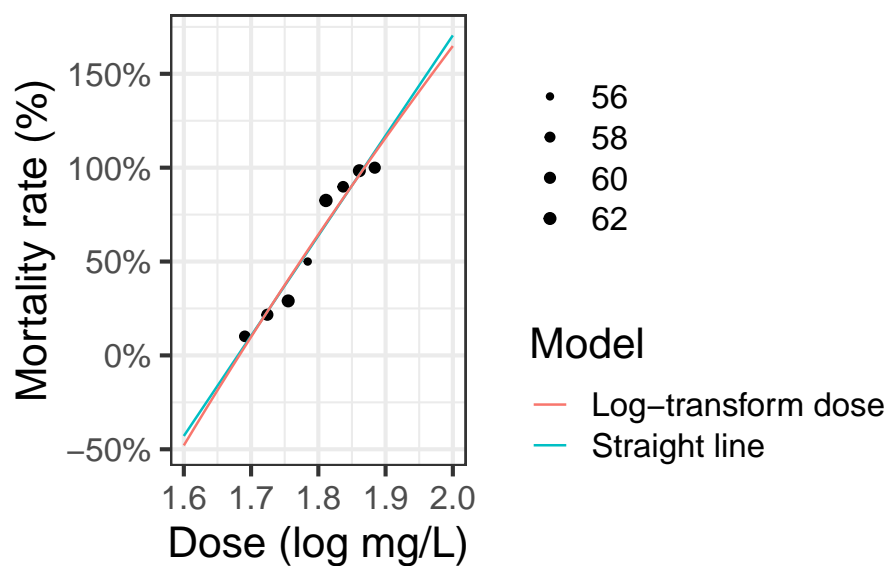 Mortality rate (%)
150%
100%
50%
0%
−50%
1.6 1.7 1.8 1.9 2.0
Dose (log mg/L)
56
58
60
62
Model
Log−transform dose
Straight line